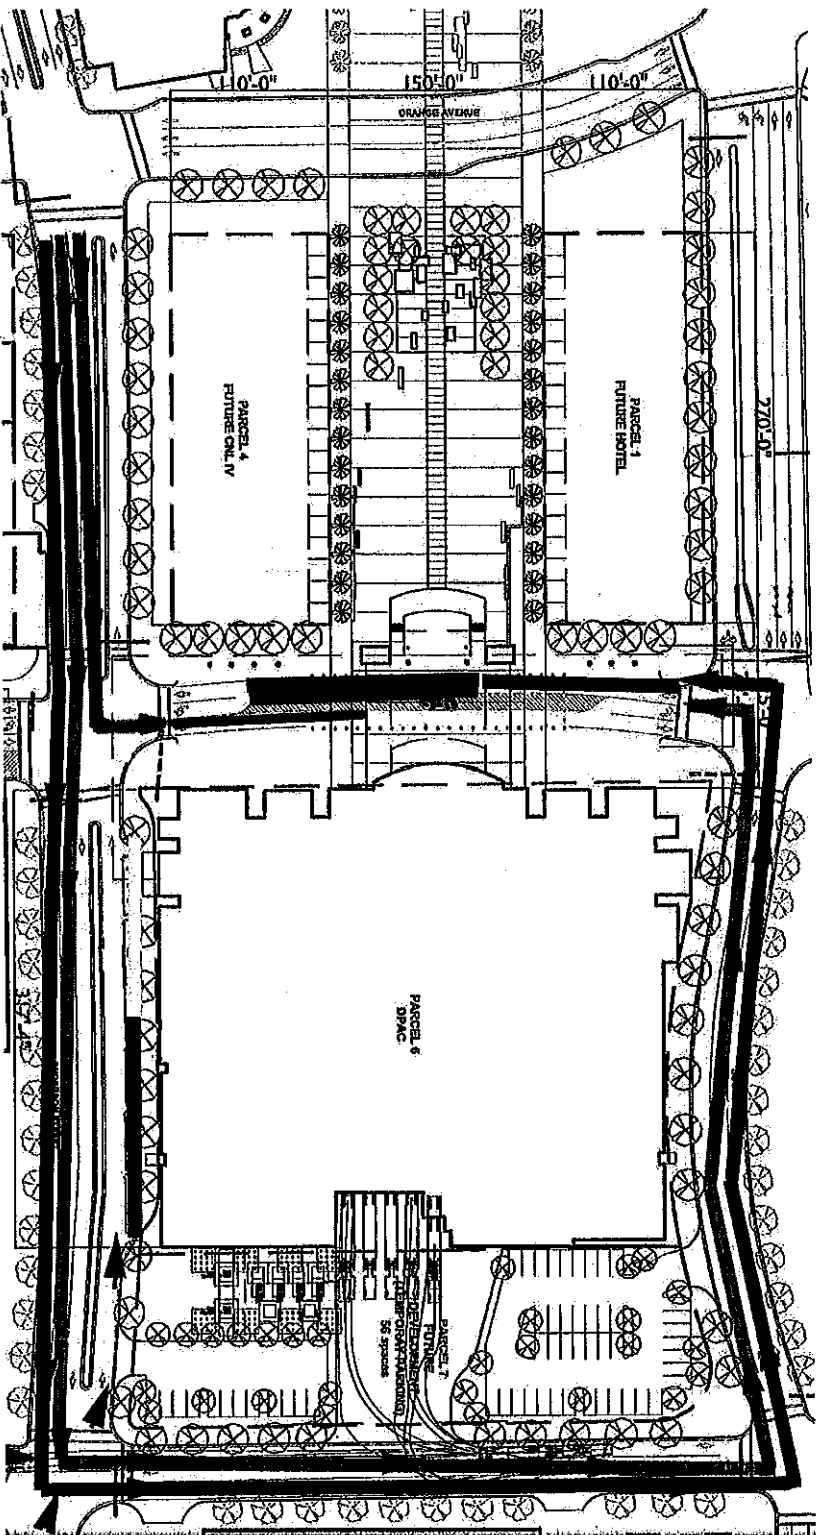 110'-0"
150'-0"
110'-0"
ORANGE AVENUE
270'-0"
PARCEL 4
FUTURE CNL IV
PARCEL 1
FUTURE HOTEL
PARCEL 6
DPAC
PARCEL 7
FUTURE
DEVELOPMENT
(TEMPORARY PARKING)
56 spaces